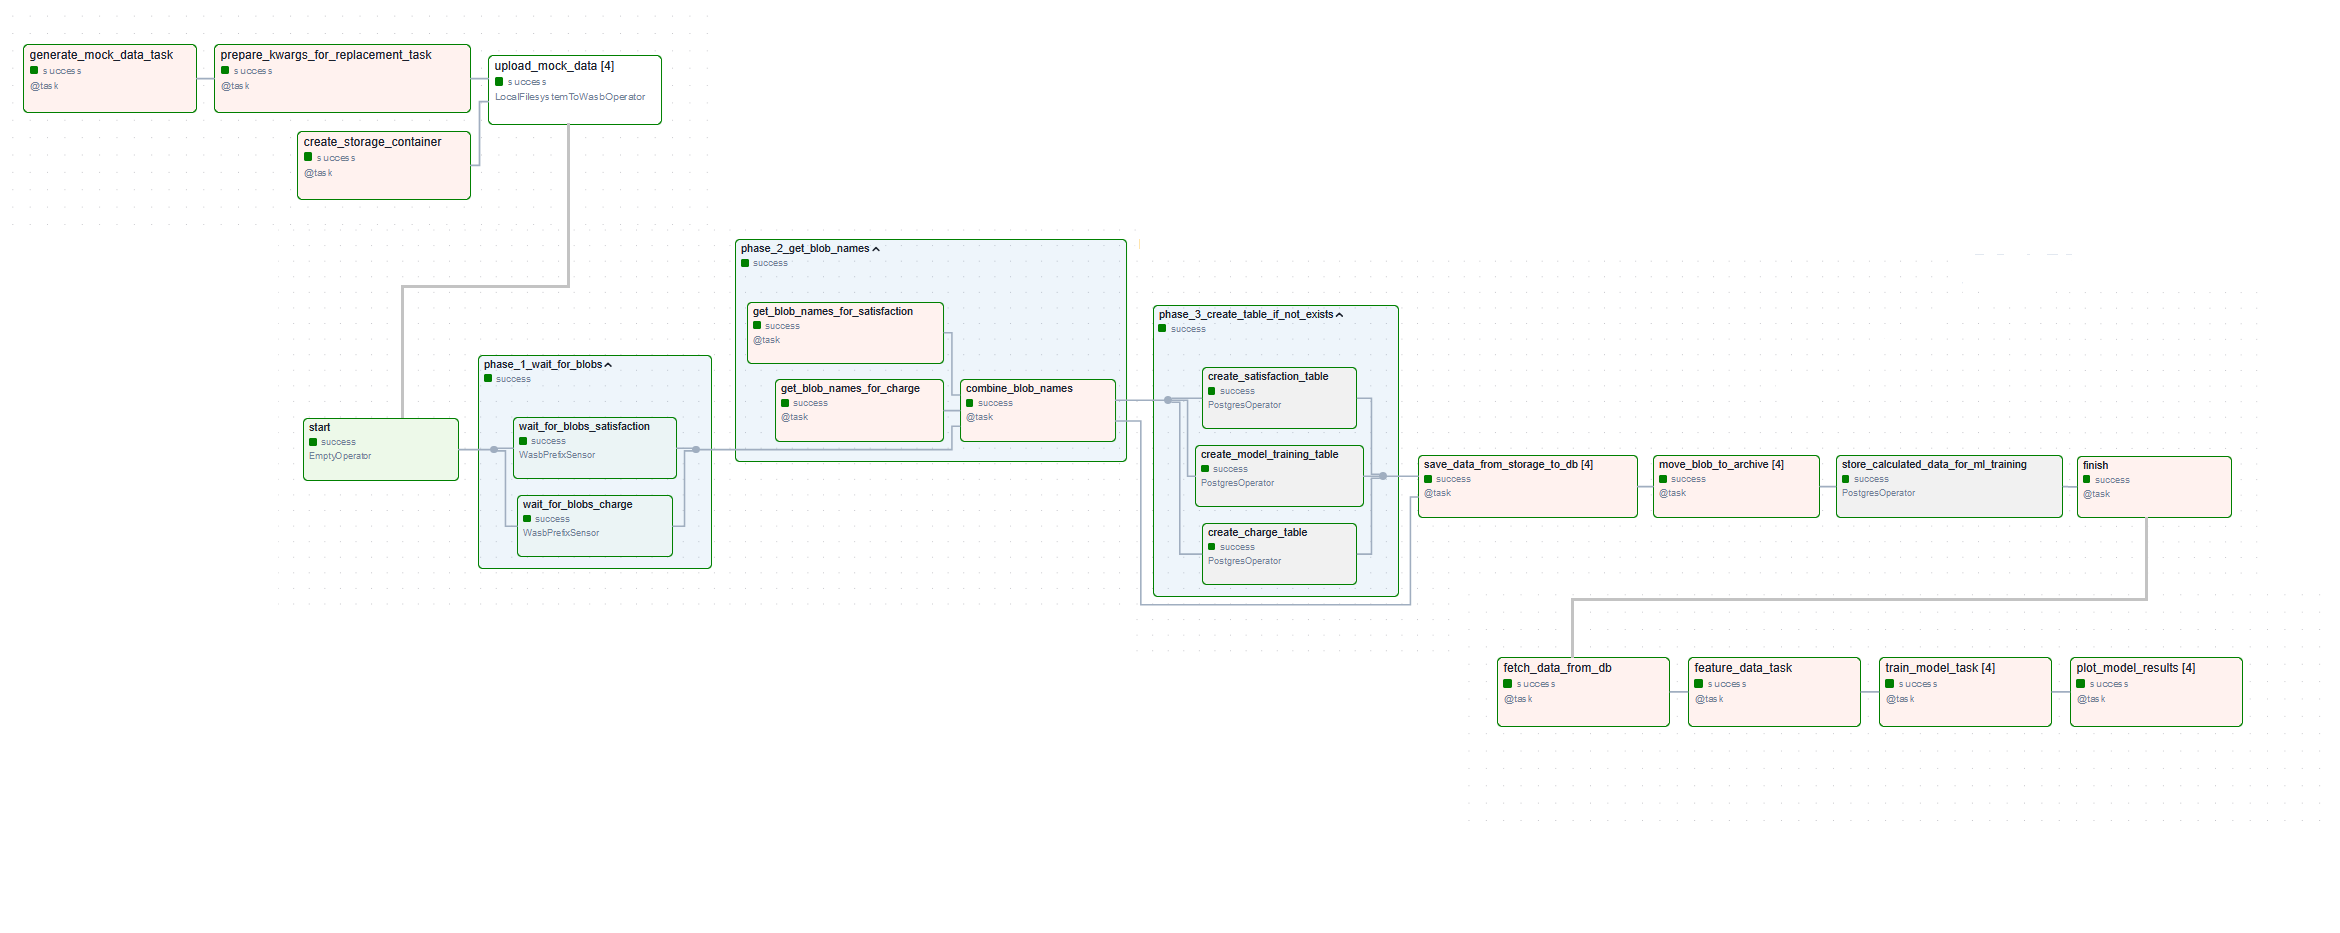 generate_mock_data_task
success
@task
prepare_kwargs_for_replacement_task
success
@task
upload_mock_data [4]
success
LocalFilesystemToWasbOperator
create_storage_container
success
@task
start
success
EmptyOperator
phase_1_wait_for_blobs
success
wait_for_blobs_satisfaction
success
WasbPrefixSensor
wait_for_blobs_charge
success
WasbPrefixSensor
phase_2_get_blob_names
success
get_blob_names_for_satisfaction
success
@task
get_blob_names_for_charge
success
@task
combine_blob_names
success
@task
phase_3_create_table_if_not_exists
success
create_satisfaction_table
success
PostgresOperator
create_model_training_table
success
PostgresOperator
create_charge_table
success
PostgresOperator
save_data_from_storage_to_db [4]
success
@task
move_blob_to_archive [4]
success
@task
store_calculated_data_for_ml_training
success
PostgresOperator
finish
success
@task
fetch_data_from_db
success
@task
feature_data_task
success
@task
train_model_task [4]
success
@task
plot_model_results [4]
success
@task